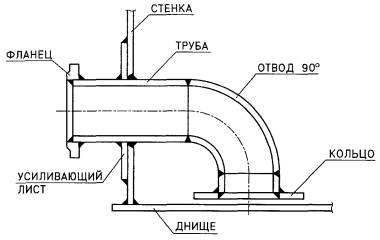 СТЕНКА
ФЛАНЕЦ
ТРУБА
ОТВОД 90°
КОЛЬЦО
УСИЛИВАЮЩИЙ
ЛИСТ
ДНИЩЕ